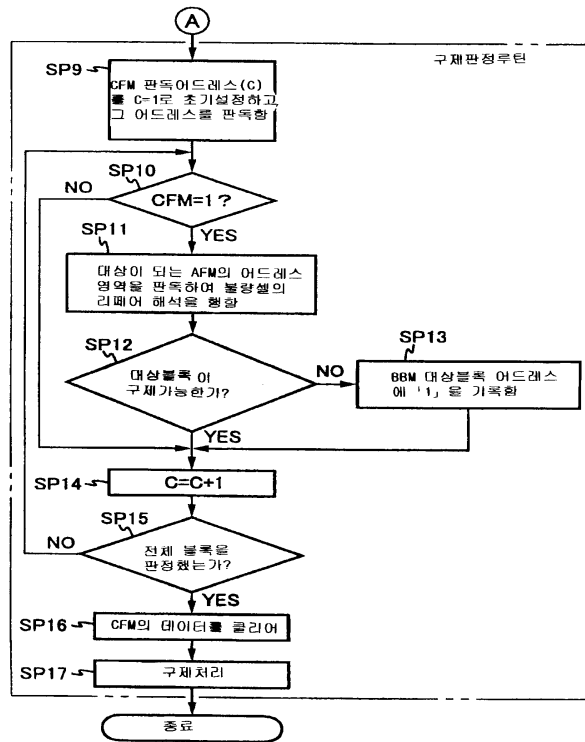 A
구제판정루틴
SP9
CFM 판독어드레스(C)
를 C=1로 초기설정하고,
그 어드레스를 판독함
SP10
NO
CFM=1?
YES
SP11
대상이 되는 AFM의 어드레스
영역을 판독하여 불량셀의
리페어 해석을 행함
SP12
대상블록이
구제가능한가?
NO
YES
SP13
BBM 대상블록 어드레스
에 「1」을 기록함
SP14
C=C+1
SP15
NO
전체 블록을
판정했는가?
YES
SP16
CFM의 데이터를 클리어
SP17
구제처리
종료